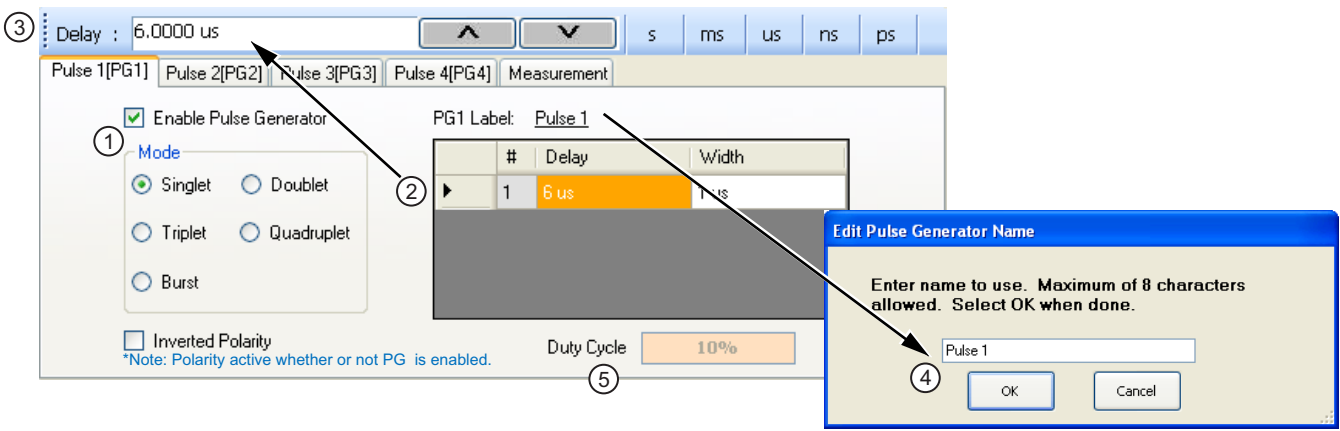 3 Delay : 6.0000 us s ms us ns ps
Pulse 1[PG1] Pulse 2[PG2] Pulse 3[PG3] Pulse 4[PG4] Measurement
Enable Pulse Generator
PG1 Label: Pulse 1
1
Mode
Singlet Doublet
Triplet Quadruplet
Burst
# Delay Width
2
1 6 us 1 us
Inverted Polarity
*Note: Polarity active whether or not PG is enabled.
Duty Cycle 10%
5
Edit Pulse Generator Name
Enter name to use. Maximum of 8 characters
allowed. Select OK when done.
Pulse 1
4
OK Cancel